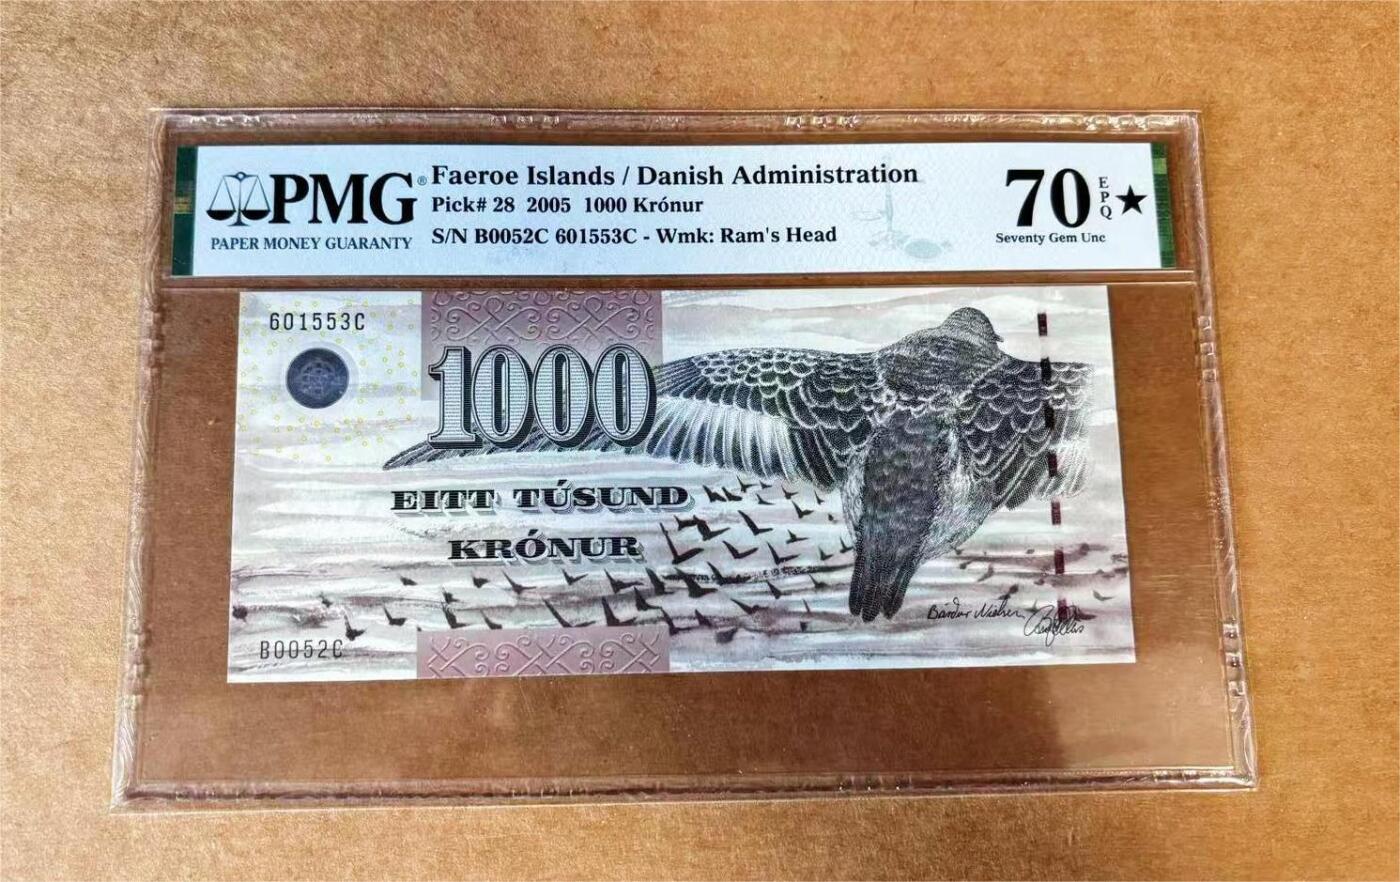 PMG®
PAPER MONEY GUARANTY
Faeroe Islands / Danish Administration
Pick# 28 2005 1000 Krónur
S/N B0052C 601553C - Wmk: Ram's Head
70 EPQ ★
Seventy Gem Unc
601553C
1000
EITT TÚSUND
KRÓNUR
B0052C